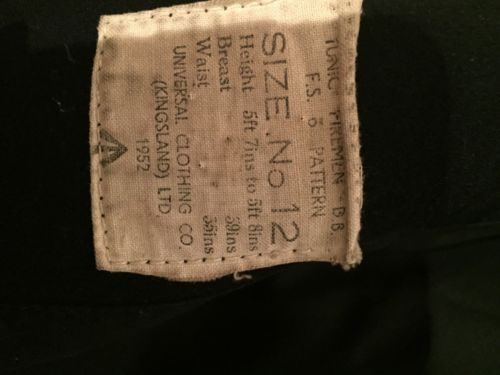 TUNIC FIREMEN D.B.
F.S. 6 PATTERN
SIZE No 12
Height 5ft 7ins to 5ft 8ins
Breast 39ins
Waist 35ins
UNIVERSAL CLOTHING CO
(KINGSLAND) LTD
1952